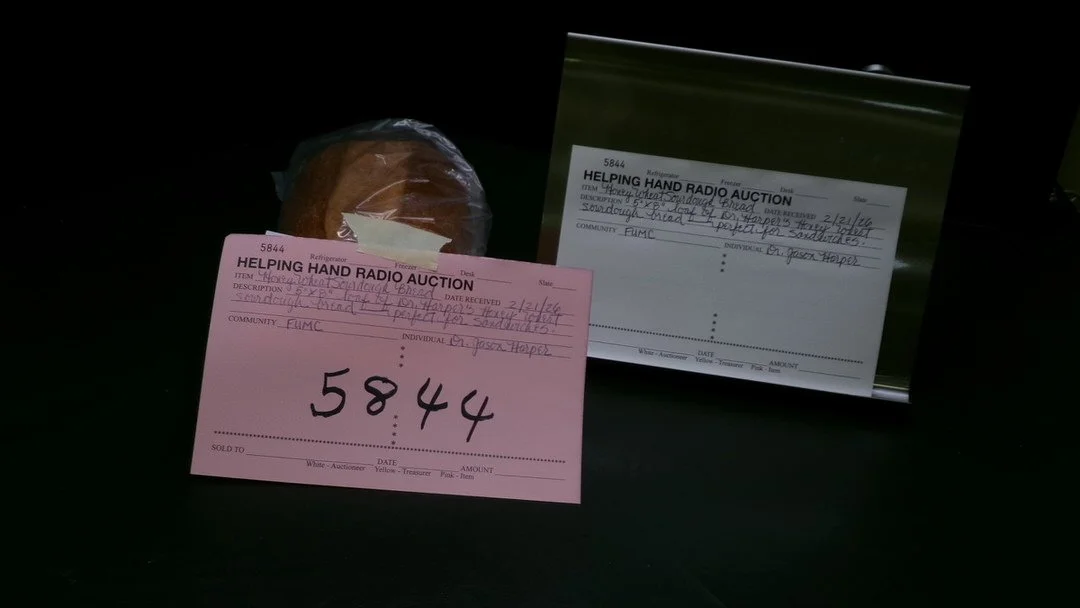 5844
Refrigerator Freezer Desk Slate
HELPING HAND RADIO AUCTION
ITEM Honey Wheat Sourdough Bread DATE RECEIVED 2/21/26
DESCRIPTION 5"x8" loaf of Dr. Harper's Honey Wheat
sourdough bread perfect for sandwiches.
COMMUNITY FUMC INDIVIDUAL Dr. Jason Harper
5844
SOLD TO DATE AMOUNT
White - Auctioneer Yellow - Treasurer Pink - Item
5844
Refrigerator Freezer Desk Slate
HELPING HAND RADIO AUCTION
ITEM Honey Wheat Sourdough Bread DATE RECEIVED 2/21/26
DESCRIPTION 5"x8" loaf of Dr. Harper's Honey Wheat
sourdough bread perfect for sandwiches.
COMMUNITY FUMC INDIVIDUAL Dr. Jason Harper
DATE AMOUNT
White - Auctioneer Yellow - Treasurer Pink - Item